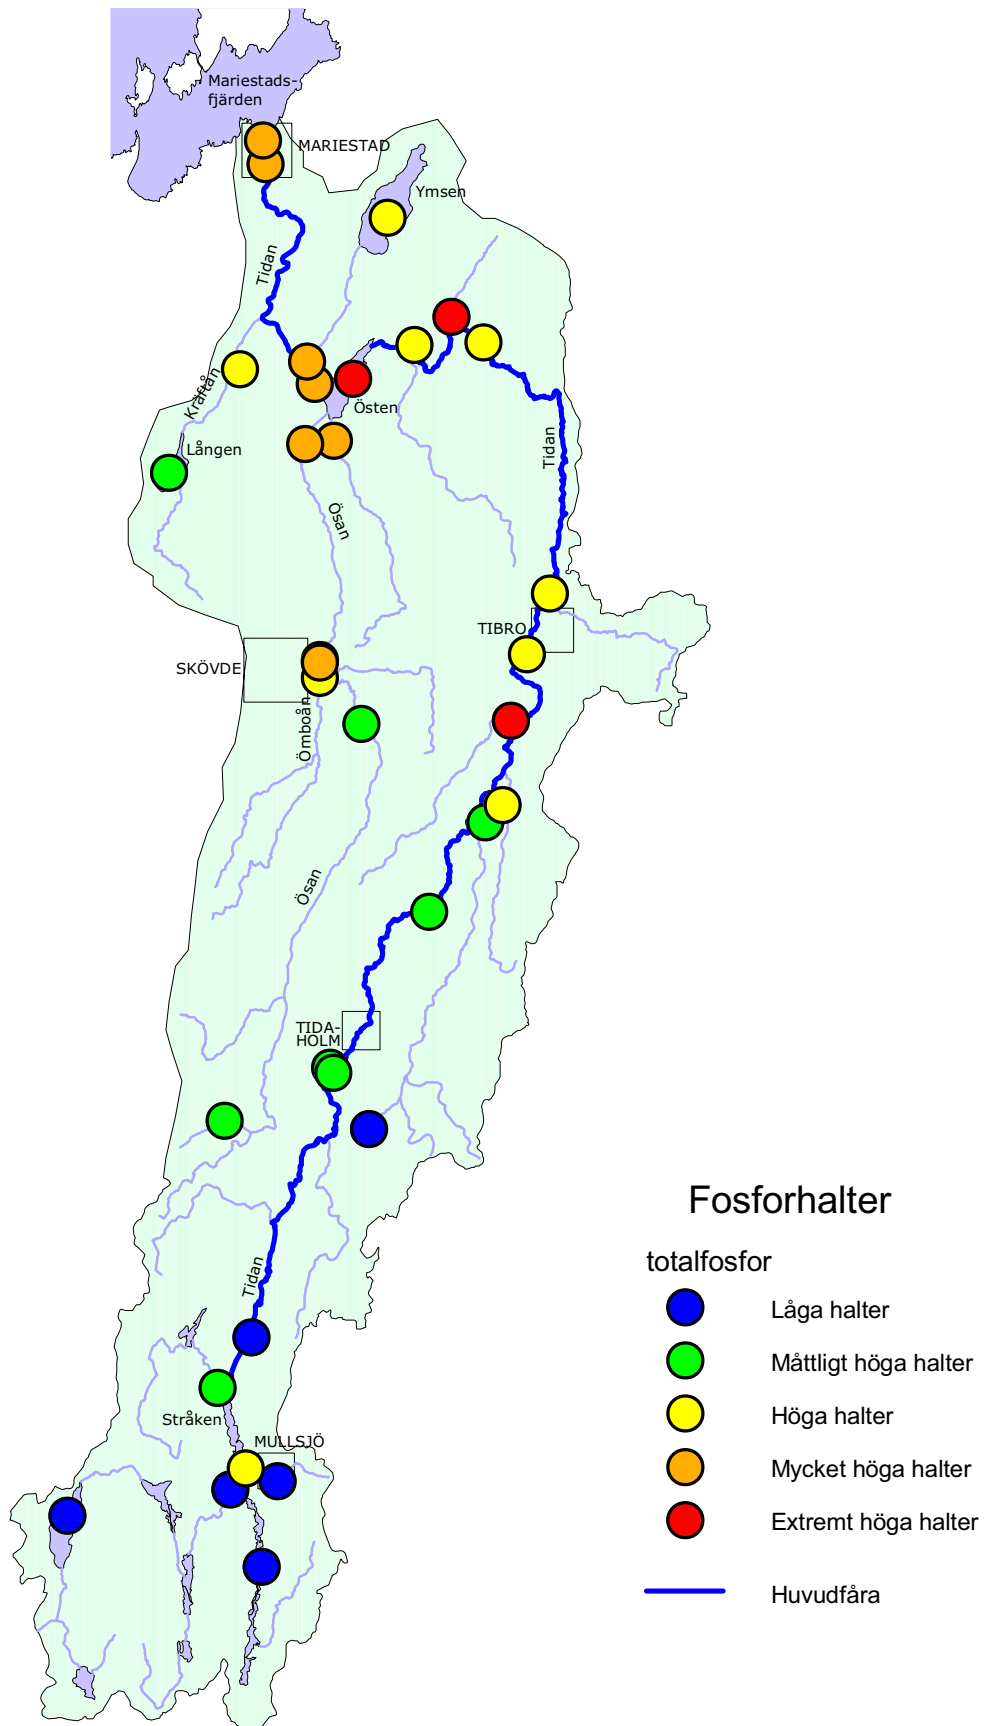 Mariestads-
fjärden
MARIESTAD
Ymsen
Tidan
Kräftån
Östen
Lången
Tidan
Ösan
TIBRO
SKÖVDE
Ömboån
Ösan
TIDA-
HOLM
Tidan
Stråken
MULLSJÖ
Fosforhalter
totalfosfor
Låga halter
Måttligt höga halter
Höga halter
Mycket höga halter
Extremt höga halter
Huvudfåra